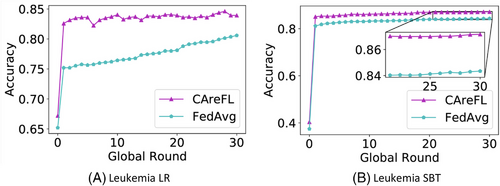 0.85
0.80
0.75
0.70
0.65
Accuracy
CAreFL
FedAvg
0 10 20 30
Global Round
(A) Leukemia LR
0.8
0.6
0.4
Accuracy
0.86
0.84
25 30
CAreFL
FedAvg
0 10 20 30
Global Round
(B) Leukemia SBT